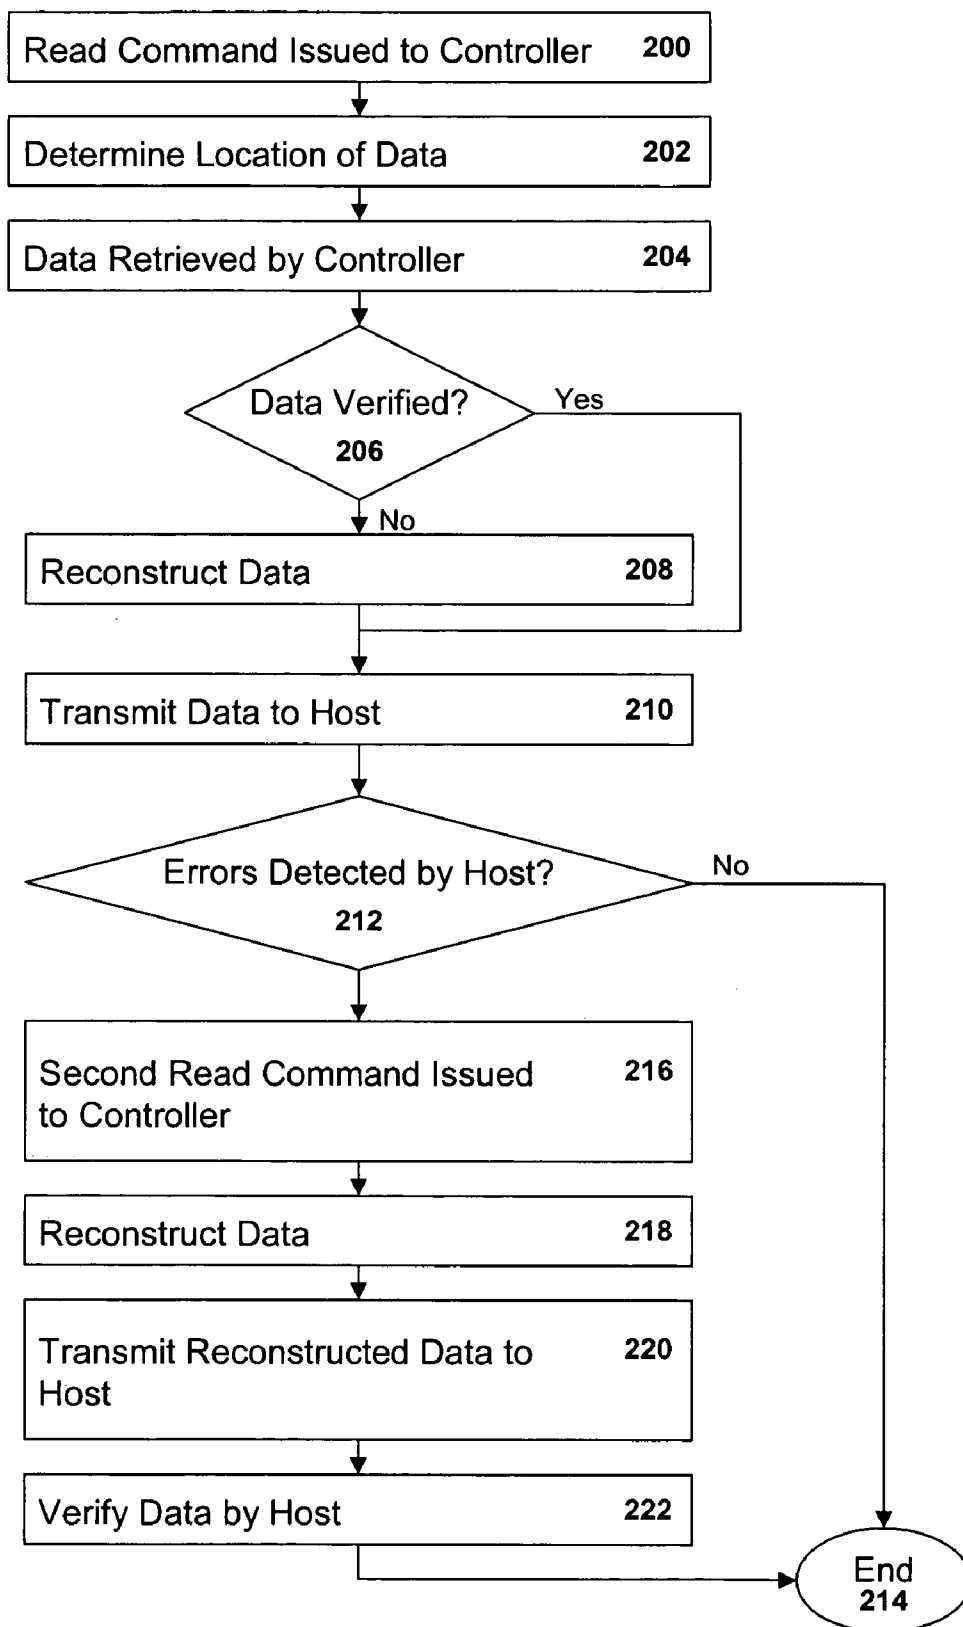 Read Command Issued to Controller 200
Determine Location of Data 202
Data Retrieved by Controller 204
Data Verified?
206
Yes
No
Reconstruct Data 208
Transmit Data to Host 210
Errors Detected by Host?
212
No
Second Read Command Issued 216
to Controller
Reconstruct Data 218
Transmit Reconstructed Data to 220
Host
Verify Data by Host 222
End
214